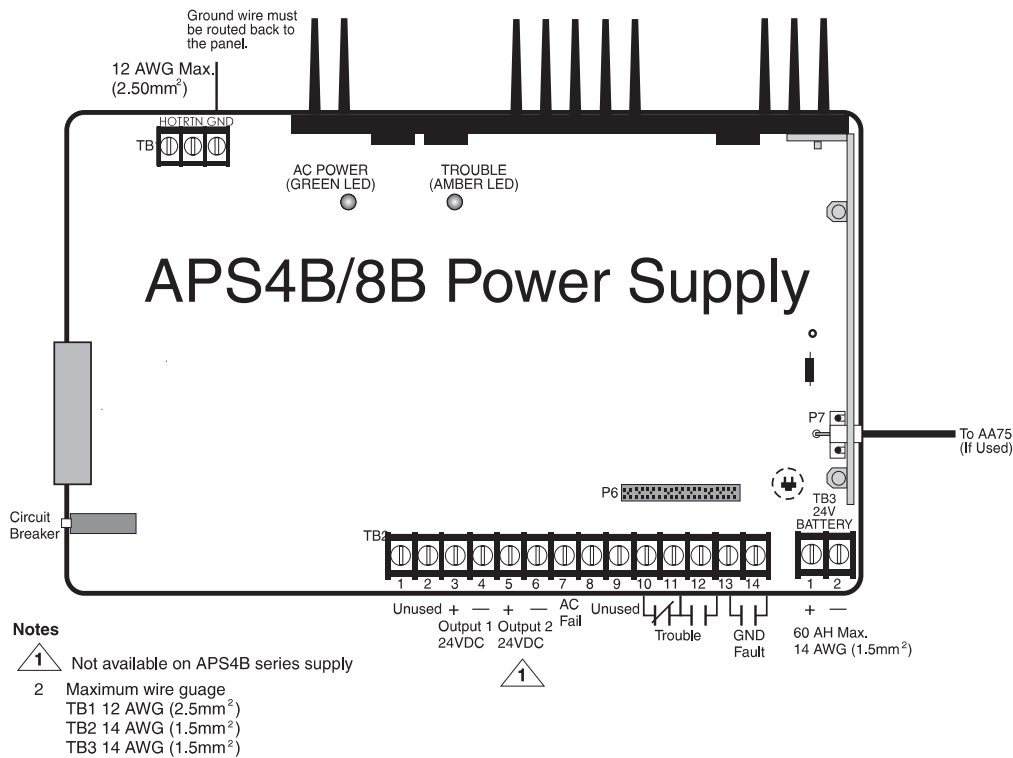 Ground wire must
be routed back to
the panel.
12 AWG Max.
(2.50mm²)
HOT RTN GND
TB1
AC POWER
(GREEN LED)
TROUBLE
(AMBER LED)
APS4B/8B Power Supply
P7
To AA75
(If Used)
P6
TB3
24V
BATTERY
Circuit
Breaker
TB2
1 2 3 4 5 6 7 8 9 10 11 12 13 14
1 2
Unused
+ — + —
Output 1
24VDC
Output 2
24VDC
AC
Fail
Unused
Trouble
GND
Fault
+ —
60 AH Max.
14 AWG (1.5mm²)
1
Notes
1 Not available on APS4B series supply
2 Maximum wire guage
TB1 12 AWG (2.5mm²)
TB2 14 AWG (1.5mm²)
TB3 14 AWG (1.5mm²)